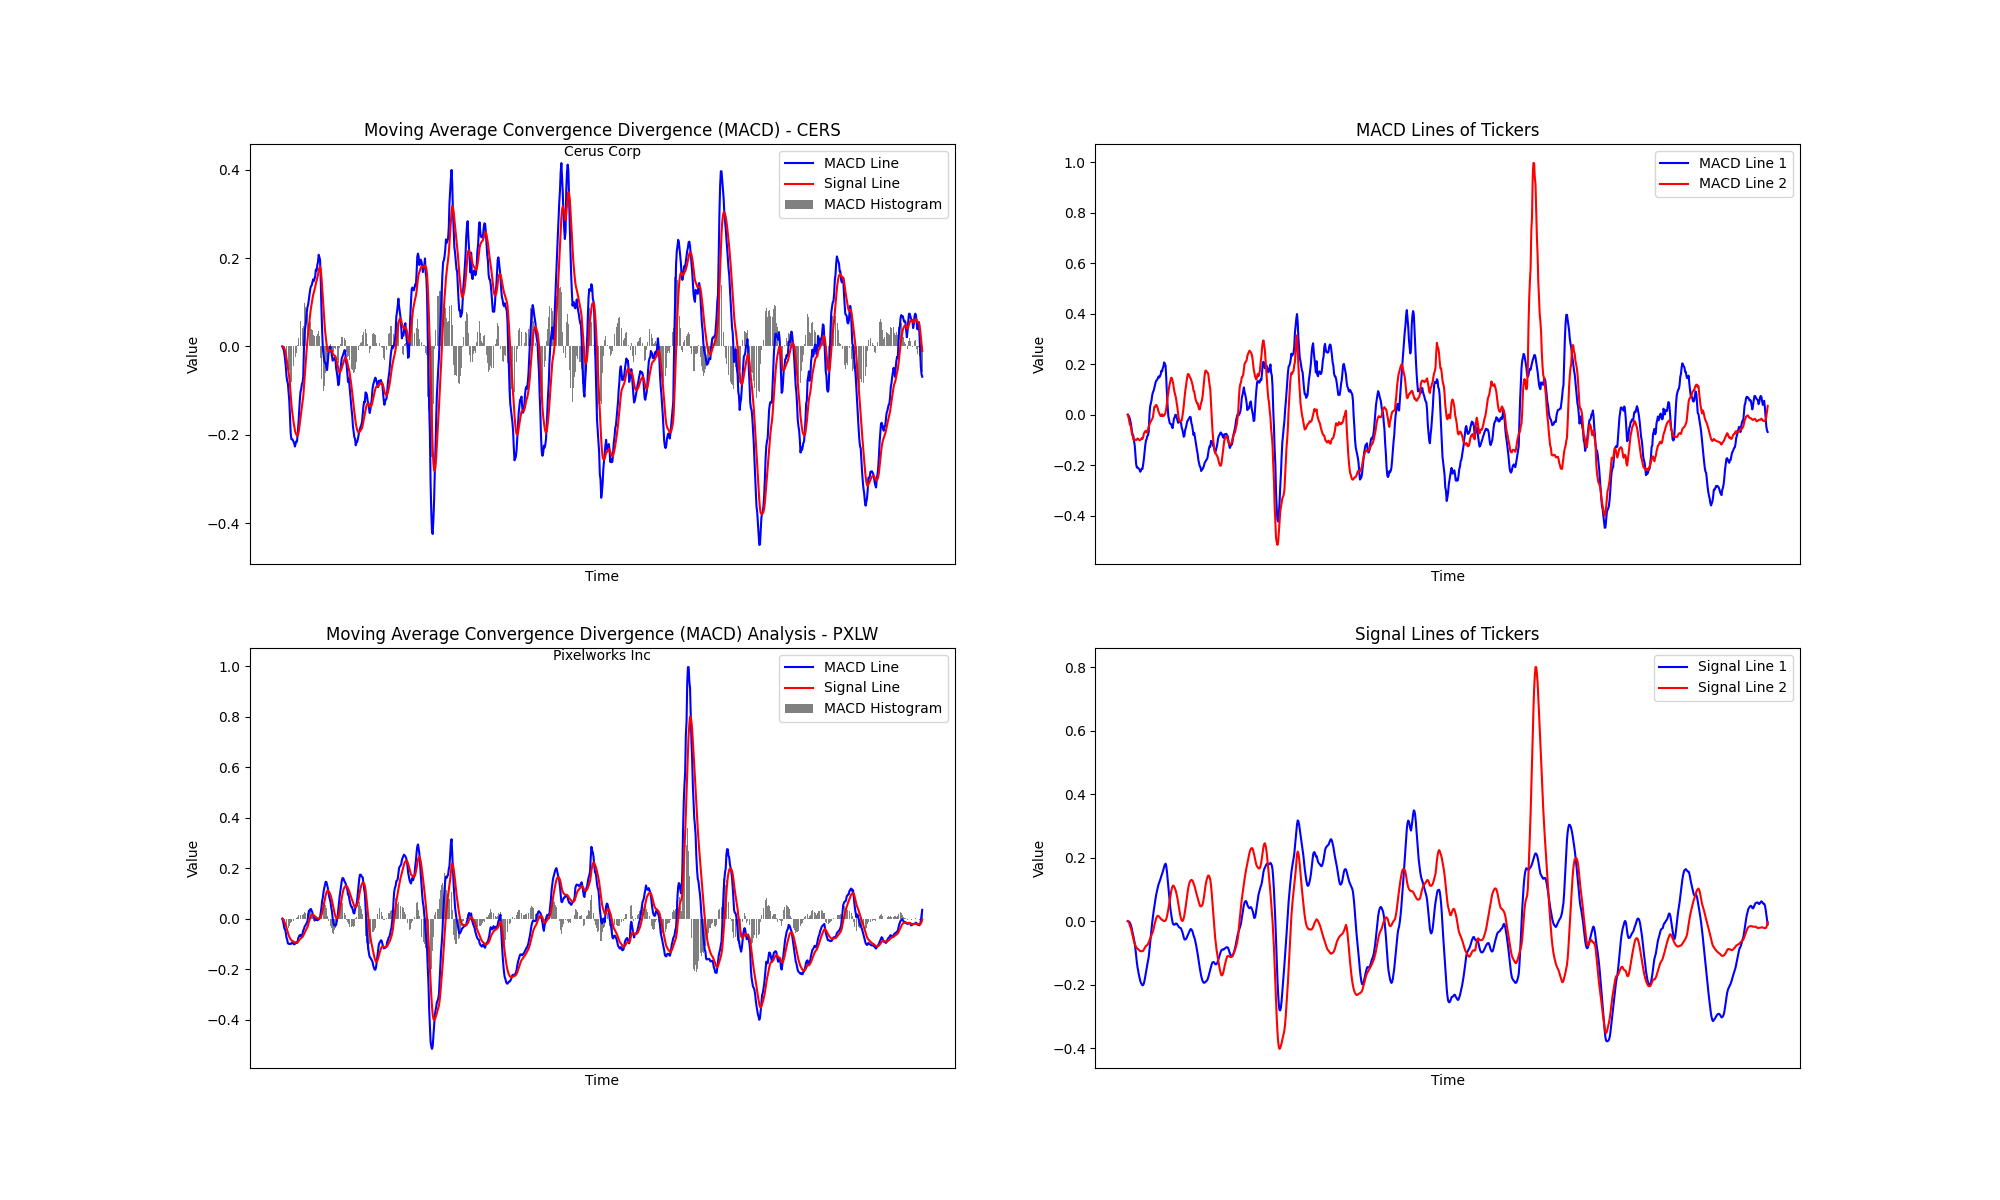 Moving Average Convergence Divergence (MACD) - CERS
Cerus Corp
MACD Line
Signal Line
MACD Histogram
0.4
0.2
0.0
−0.2
−0.4
Value
Time
MACD Lines of Tickers
MACD Line 1
MACD Line 2
1.0
0.8
0.6
0.4
0.2
0.0
−0.2
−0.4
Value
Time
Moving Average Convergence Divergence (MACD) Analysis - PXLW
Pixelworks Inc
MACD Line
Signal Line
MACD Histogram
1.0
0.8
0.6
0.4
0.2
0.0
−0.2
−0.4
Value
Time
Signal Lines of Tickers
Signal Line 1
Signal Line 2
0.8
0.6
0.4
0.2
0.0
−0.2
−0.4
Value
Time